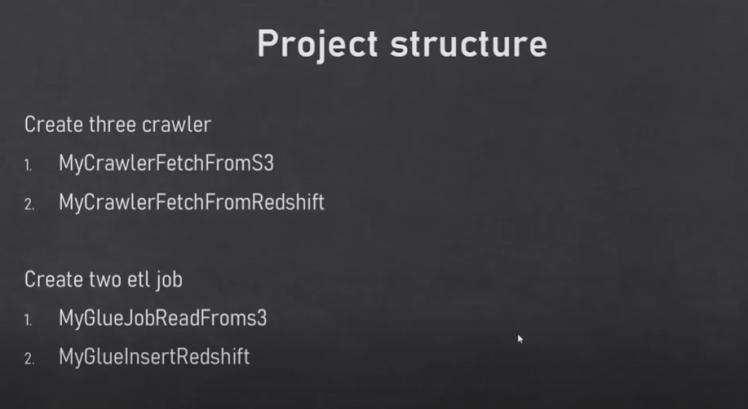 Project structure
Create three crawler
1. MyCrawlerFetchFromS3
2. MyCrawlerFetchFromRedshift
Create two etl job
1. MyGlueJobReadFroms3
2. MyGlueInsertRedshift